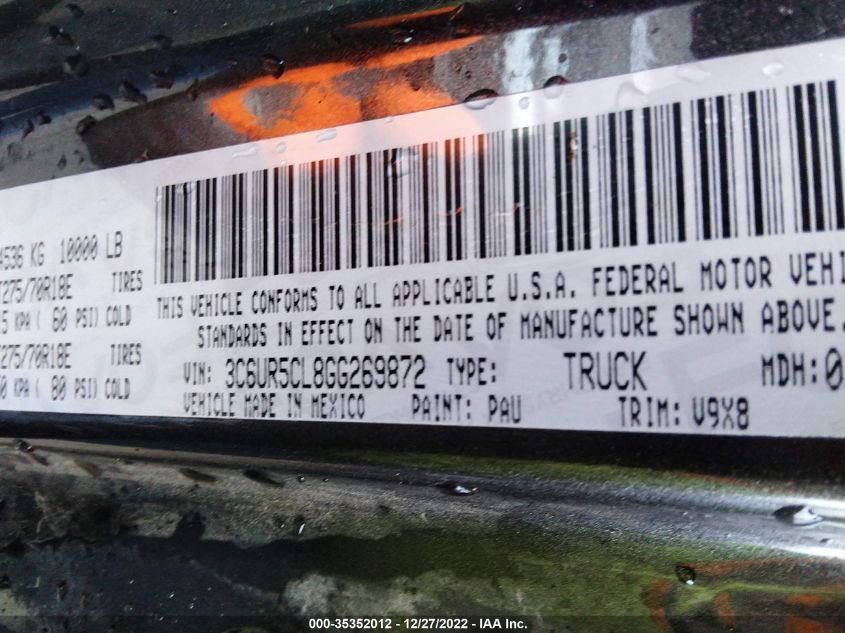 4536 KG 10000 LB
275/70R18E TIRES
5 KPA ( 60 PSI) COLD
275/70R18E TIRES
0 KPA ( 80 PSI) COLD
THIS VEHICLE CONFORMS TO ALL APPLICABLE U.S.A. FEDERAL MOTOR VEHI
STANDARDS IN EFFECT ON THE DATE OF MANUFACTURE SHOWN ABOVE.
VIN: 3C6UR5CL8GG269872 TYPE: TRUCK MDH:0
VEHICLE MADE IN MEXICO PAINT: PAU TRIM: V9X8
000-35352012 - 12/27/2022 - IAA Inc.